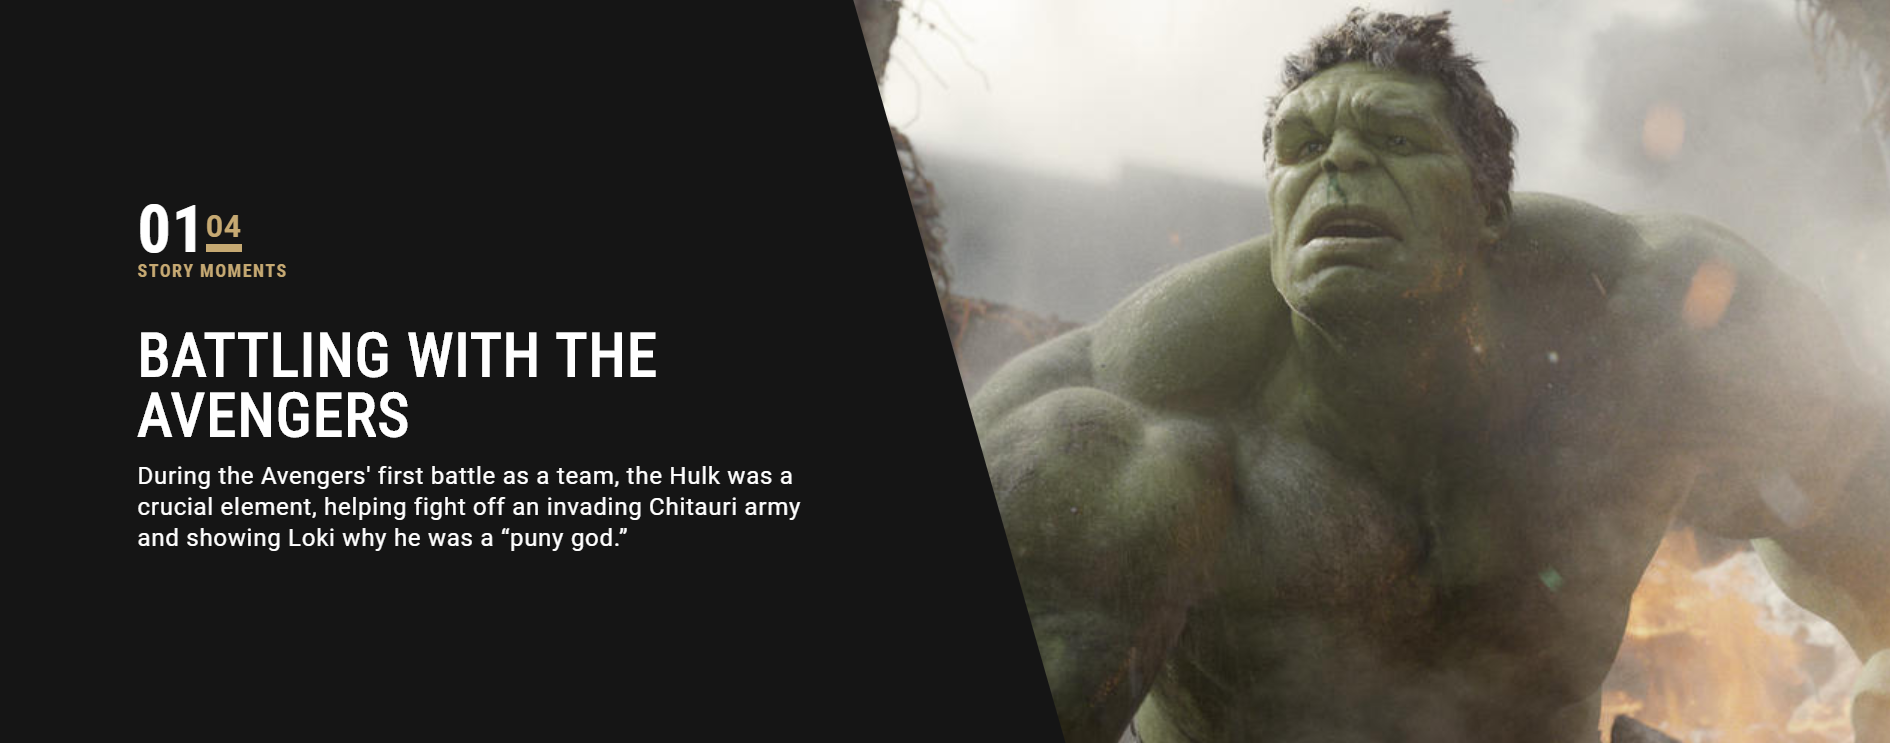 01 04
STORY MOMENTS
BATTLING WITH THE
AVENGERS
During the Avengers' first battle as a team, the Hulk was a
crucial element, helping fight off an invading Chitauri army
and showing Loki why he was a “puny god.”